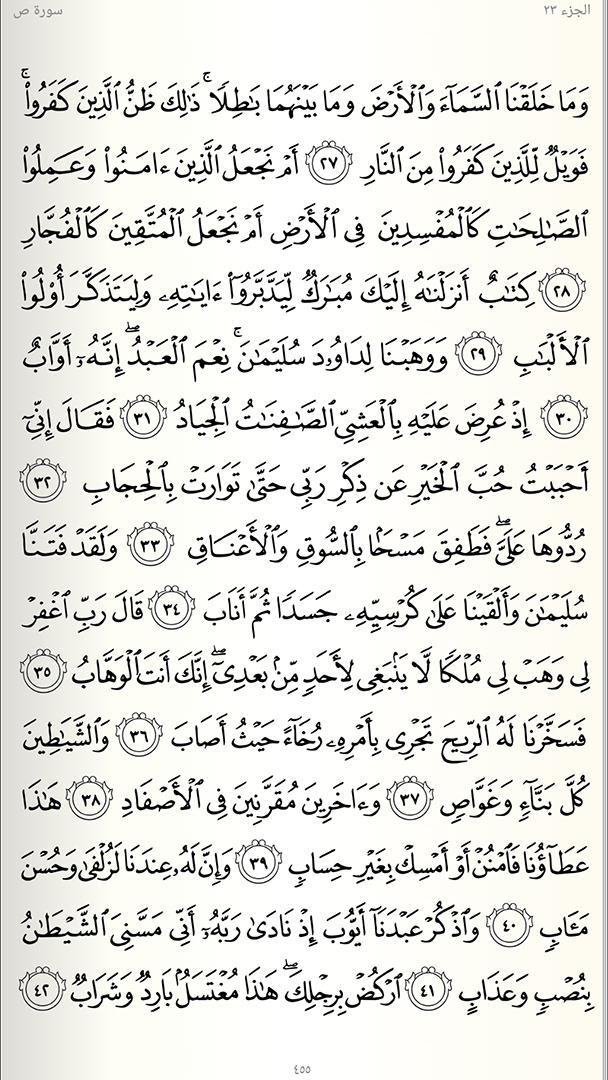 الجزء ٢٣
سورة ص
وَمَا خَلَقْنَا ٱلسَّمَآءَ وَٱلْأَرْضَ وَمَا بَيْنَهُمَا بَٰطِلًا ۚ ذَٰلِكَ ظَنُّ ٱلَّذِينَ كَفَرُوا۟ ۚ
فَوَيْلٌ لِّلَّذِينَ كَفَرُوا۟ مِنَ ٱلنَّارِ ٢٧ أَمْ نَجْعَلُ ٱلَّذِينَ ءَامَنُوا۟ وَعَمِلُوا۟
ٱلصَّٰلِحَٰتِ كَٱلْمُفْسِدِينَ فِى ٱلْأَرْضِ أَمْ نَجْعَلُ ٱلْمُتَّقِينَ كَٱلْفُجَّارِ
٢٨ كِتَٰبٌ أَنزَلْنَٰهُ إِلَيْكَ مُبَٰرَكٌ لِّيَدَّبَّرُوٓا۟ ءَايَٰتِهِۦ وَلِيَتَذَكَّرَ أُو۟لُوا۟
ٱلْأَلْبَٰبِ ٢٩ وَوَهَبْنَا لِدَاوُۥدَ سُلَيْمَٰنَ ۚ نِعْمَ ٱلْعَبْدُ ۖ إِنَّهُۥٓ أَوَّابٌ
٣٠ إِذْ عُرِضَ عَلَيْهِ بِٱلْعَشِىِّ ٱلصَّٰفِنَٰتُ ٱلْجِيَادُ ٣١ فَقَالَ إِنِّىٓ
أَحْبَبْتُ حُبَّ ٱلْخَيْرِ عَن ذِكْرِ رَبِّى حَتَّىٰ تَوَارَتْ بِٱلْحِجَابِ ٣٢
رُدُّوهَا عَلَىَّ ۖ فَطَفِقَ مَسْحًۢا بِٱلسُّوقِ وَٱلْأَعْنَاقِ ٣٣ وَلَقَدْ فَتَنَّا
سُلَيْمَٰنَ وَأَلْقَيْنَا عَلَىٰ كُرْسِيِّهِۦ جَسَدًا ثُمَّ أَنَابَ ٣٤ قَالَ رَبِّ ٱغْفِرْ
لِى وَهَبْ لِى مُلْكًا لَّا يَنۢبَغِى لِأَحَدٍ مِّنۢ بَعْدِىٓ ۖ إِنَّكَ أَنتَ ٱلْوَهَّابُ ٣٥
فَسَخَّرْنَا لَهُ ٱلرِّيحَ تَجْرِى بِأَمْرِهِۦ رُخَآءً حَيْثُ أَصَابَ ٣٦ وَٱلشَّيَٰطِينَ
كُلَّ بَنَّآءٍ وَغَوَّاصٍ ٣٧ وَءَاخَرِينَ مُقَرَّنِينَ فِى ٱلْأَصْفَادِ ٣٨ هَٰذَا
عَطَآؤُنَا فَٱمْنُنْ أَوْ أَمْسِكْ بِغَيْرِ حِسَابٍ ٣٩ وَإِنَّ لَهُۥ عِندَنَا لَزُلْفَىٰ وَحُسْنَ
مَـَٔابٍ ٤٠ وَٱذْكُرْ عَبْدَنَآ أَيُّوبَ إِذْ نَادَىٰ رَبَّهُۥٓ أَنِّى مَسَّنِىَ ٱلشَّيْطَٰنُ
بِنُصْبٍ وَعَذَابٍ ٤١ ٱرْكُضْ بِرِجْلِكَ ۖ هَٰذَا مُغْتَسَلٌۢ بَارِدٌ وَشَرَابٌ ٤٢
٤٥٥